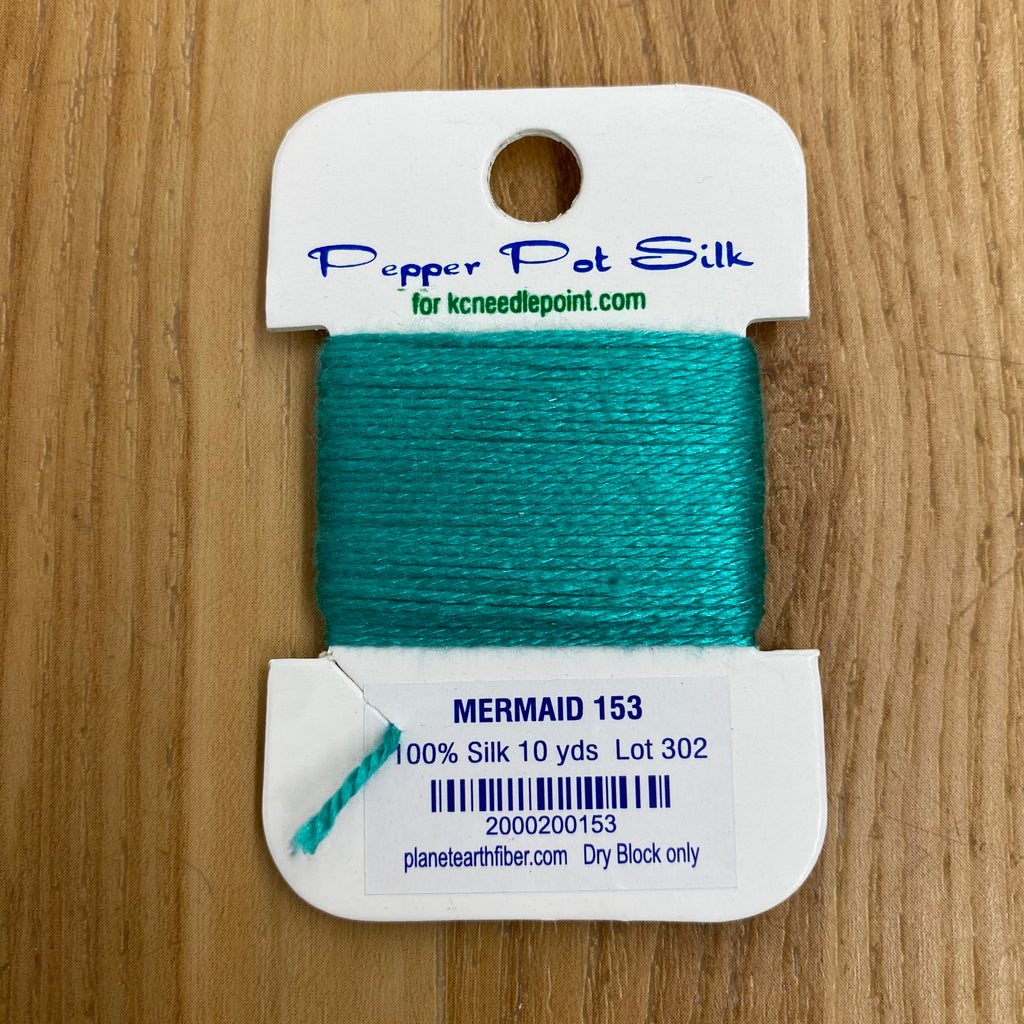 Pepper Pot Silk
for kcneedlepoint.com
MERMAID 153
100% Silk 10 yds Lot 302
2000200153
planetearthfiber.com Dry Block only